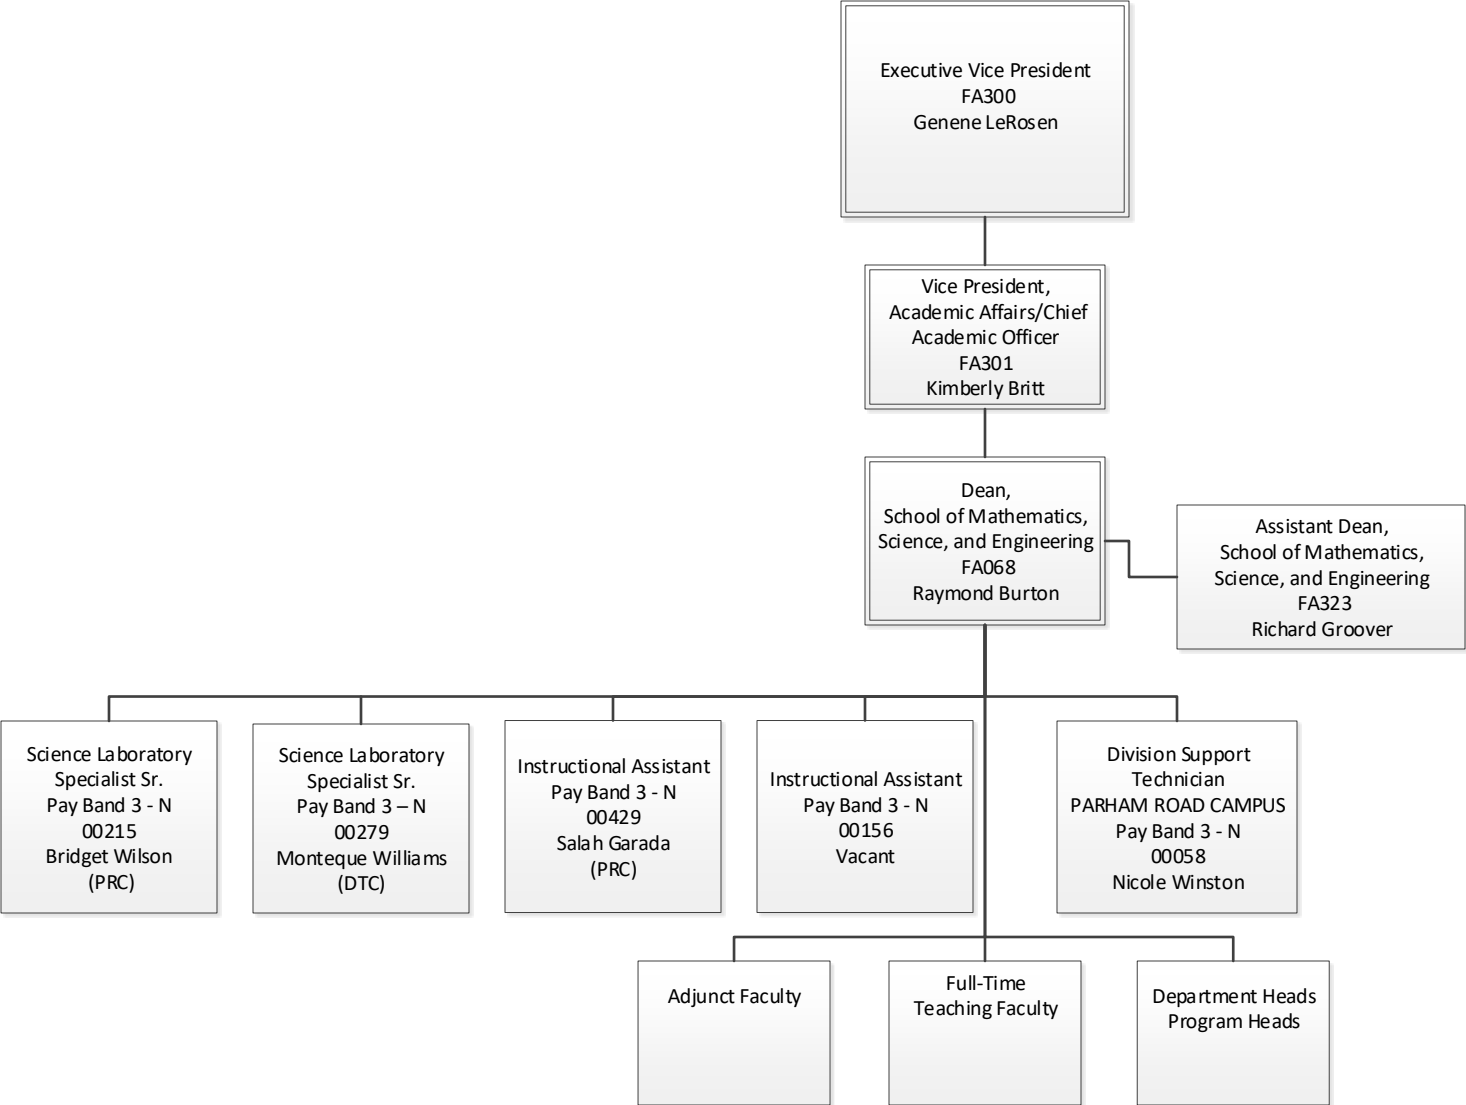 Executive Vice President
FA300
Genene LeRosen
Vice President,
Academic Affairs/Chief
Academic Officer
FA301
Kimberly Britt
Dean,
School of Mathematics,
Science, and Engineering
FA068
Raymond Burton
Assistant Dean,
School of Mathematics,
Science, and Engineering
FA323
Richard Groover
Science Laboratory
Specialist Sr.
Pay Band 3 - N
00215
Bridget Wilson
(PRC)
Science Laboratory
Specialist Sr.
Pay Band 3 – N
00279
Monteque Williams
(DTC)
Instructional Assistant
Pay Band 3 - N
00429
Salah Garada
(PRC)
Instructional Assistant
Pay Band 3 - N
00156
Vacant
Division Support
Technician
PARHAM ROAD CAMPUS
Pay Band 3 - N
00058
Nicole Winston
Adjunct Faculty
Full-Time
Teaching Faculty
Department Heads
Program Heads